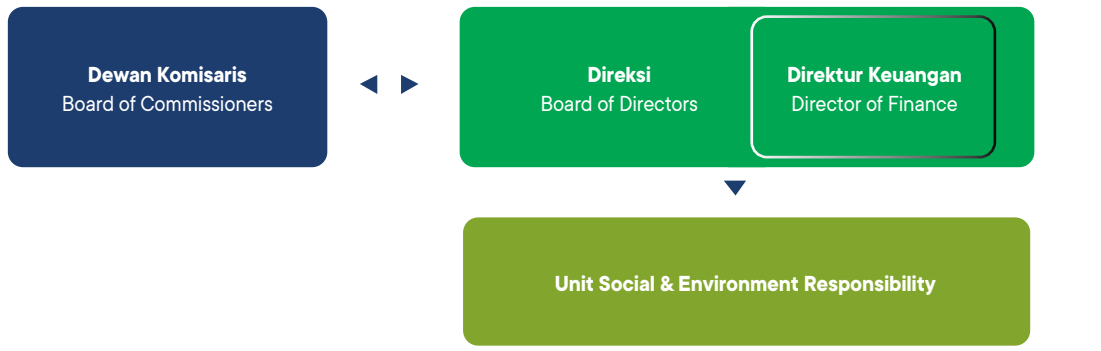 Dewan Komisaris
Board of Commissioners
Direksi
Board of Directors
Direktur Keuangan
Director of Finance
Unit Social & Environment Responsibility